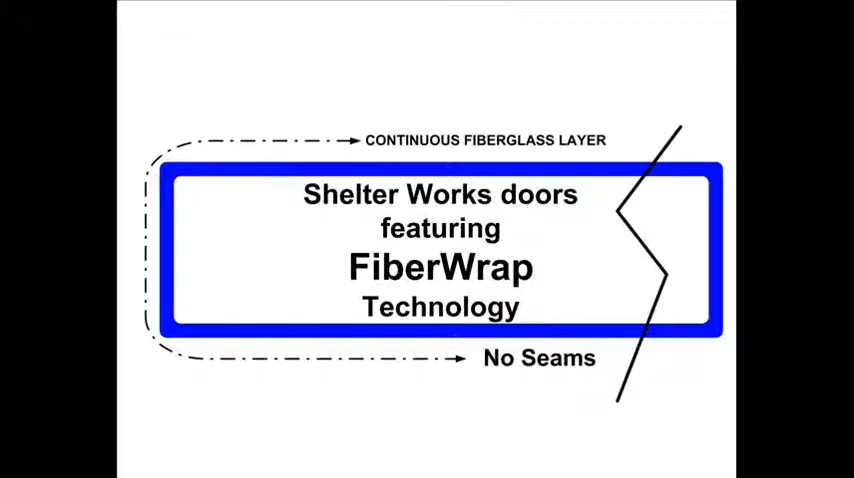 CONTINUOUS FIBERGLASS LAYER
Shelter Works doors
featuring
FiberWrap
Technology
No Seams